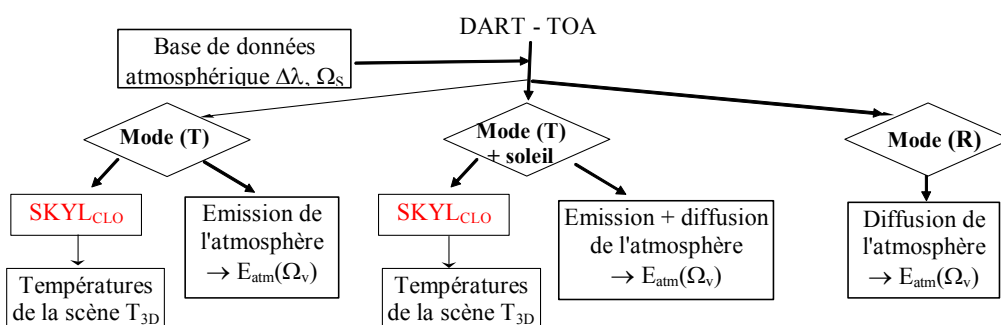 DART - TOA
Base de données
atmosphérique Δλ, Ω_S
Mode (T)
Mode (T)
+ soleil
Mode (R)
SKYL_CLO
Emission de
l'atmosphère
→ E_atm(Ω_v)
SKYL_CLO
Emission + diffusion
de l'atmosphère
→ E_atm(Ω_v)
Diffusion de
l'atmosphère
→ E_atm(Ω_v)
Températures
de la scène T_3D
Températures
de la scène T_3D